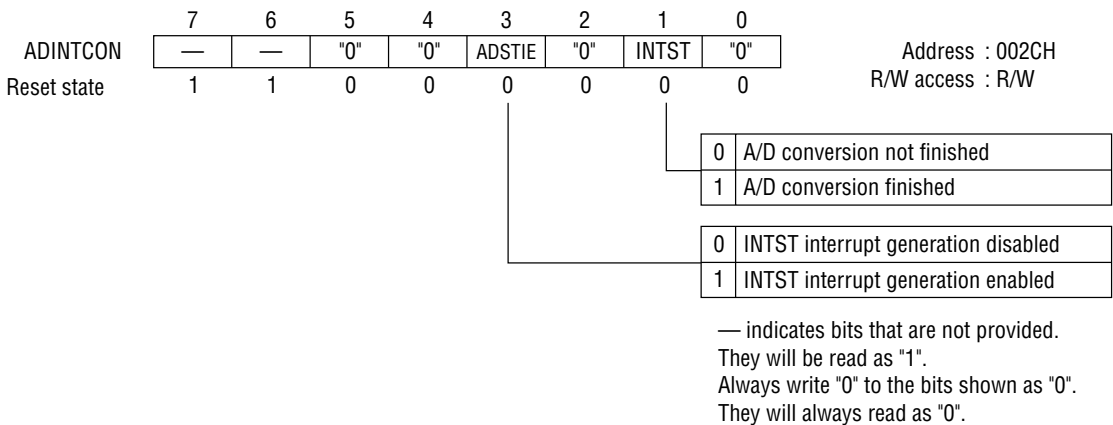 7 6 5 4 3 2 1 0
ADINTCON — — "0" "0" ADSTIE "0" INTST "0" Address : 002CH
Reset state 1 1 0 0 0 0 0 0 R/W access : R/W
0 A/D conversion not finished
1 A/D conversion finished
0 INTST interrupt generation disabled
1 INTST interrupt generation enabled
— indicates bits that are not provided.
They will be read as "1".
Always write "0" to the bits shown as "0".
They will always read as "0".